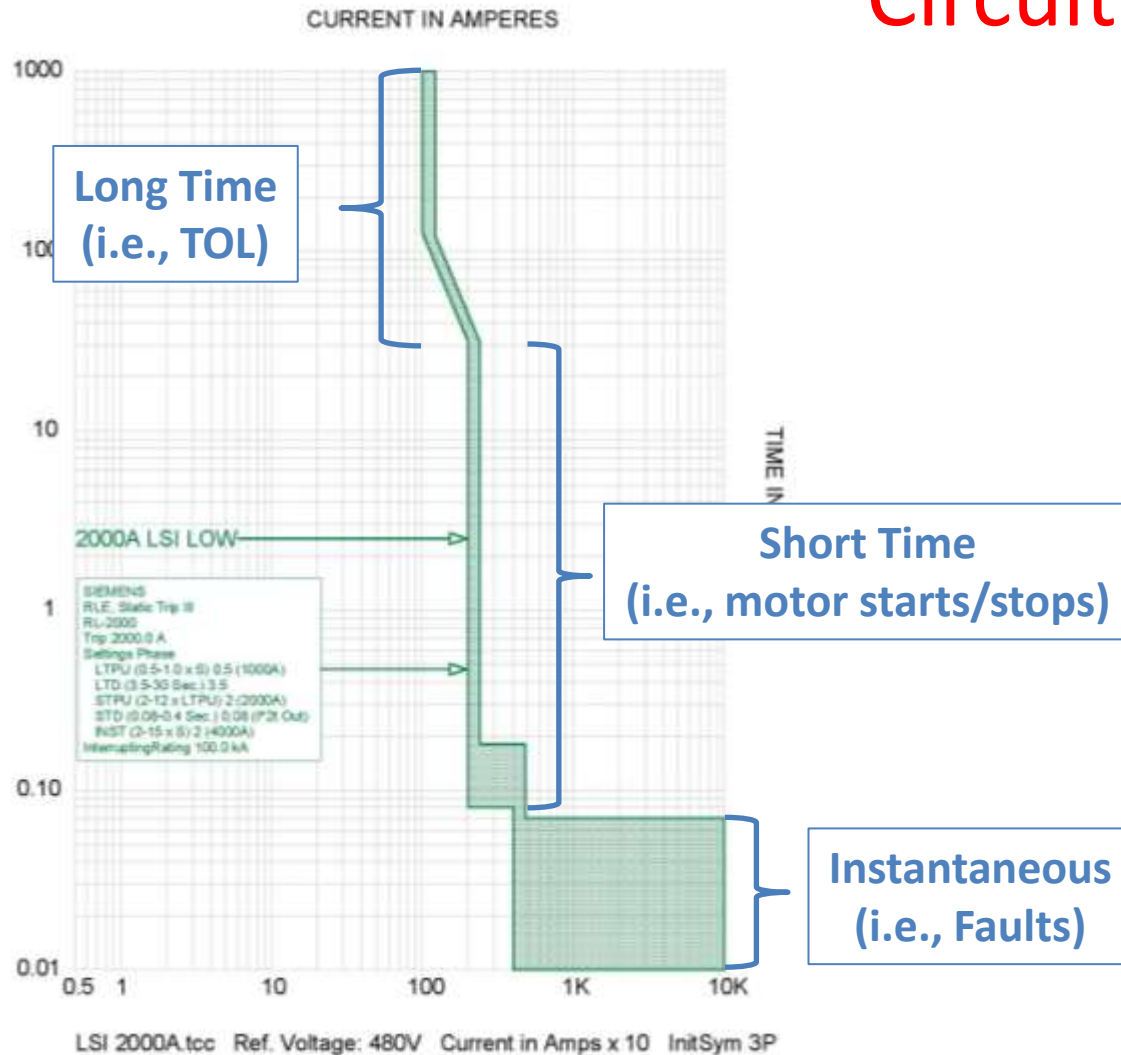 Circuit
CURRENT IN AMPERES
1000
Long Time
(i.e., TOL)
100
10
TIME IN
2000A LSI LOW
Short Time
(i.e., motor starts/stops)
SIEMENS
RLE, Static Trip III
RL-2000
Trip 2000.0 A
Settings Phase
LTPU (0.5-1.0 x S) 0.5 (1000A)
LTD (3.5-30 Sec.) 3.5
STPU (2-12 x LTPU) 2 (2000A)
STD (0.08-0.4 Sec.) 0.08 (I^2t Out)
INST (2-15 x S) 2 (4000A)
InterruptingRating 100.0 kA
1
0.10
Instantaneous
(i.e., Faults)
0.01
0.5 1 10 100 1K 10K
LSI 2000A.tcc Ref. Voltage: 480V Current in Amps x 10 InitSym 3P